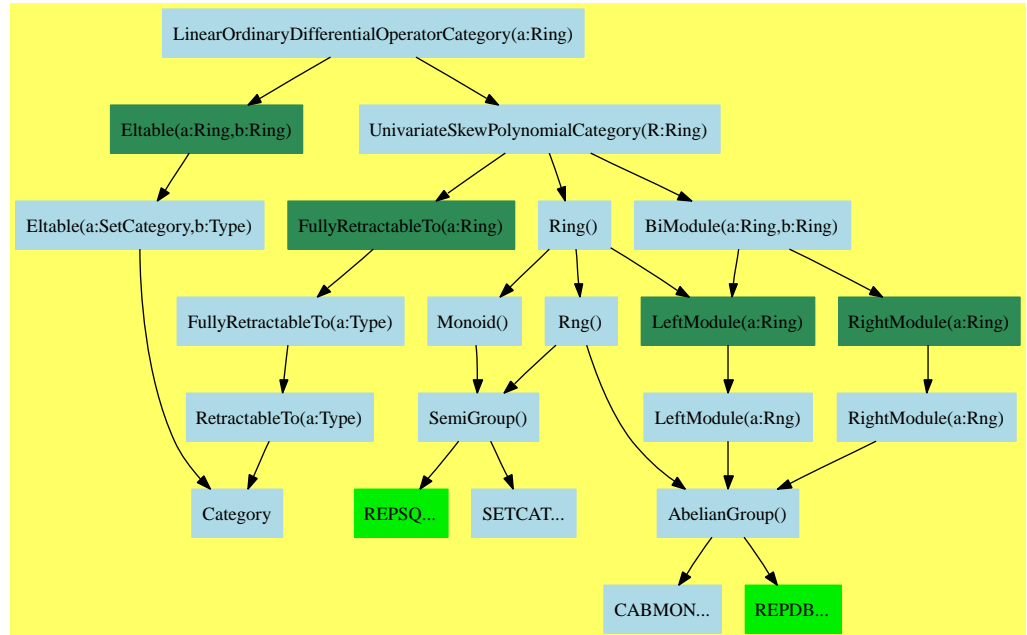 LinearOrdinaryDifferentialOperatorCategory(a:Ring)
Eltable(a:Ring,b:Ring)
UnivariateSkewPolynomialCategory(R:Ring)
Eltable(a:SetCategory,b:Type)
FullyRetractableTo(a:Ring)
Ring()
BiModule(a:Ring,b:Ring)
FullyRetractableTo(a:Type)
Monoid()
Rng()
LeftModule(a:Ring)
RightModule(a:Ring)
RetractableTo(a:Type)
SemiGroup()
LeftModule(a:Rng)
RightModule(a:Rng)
Category
REPSQ...
SETCAT...
AbelianGroup()
CABMON...
REPDB...